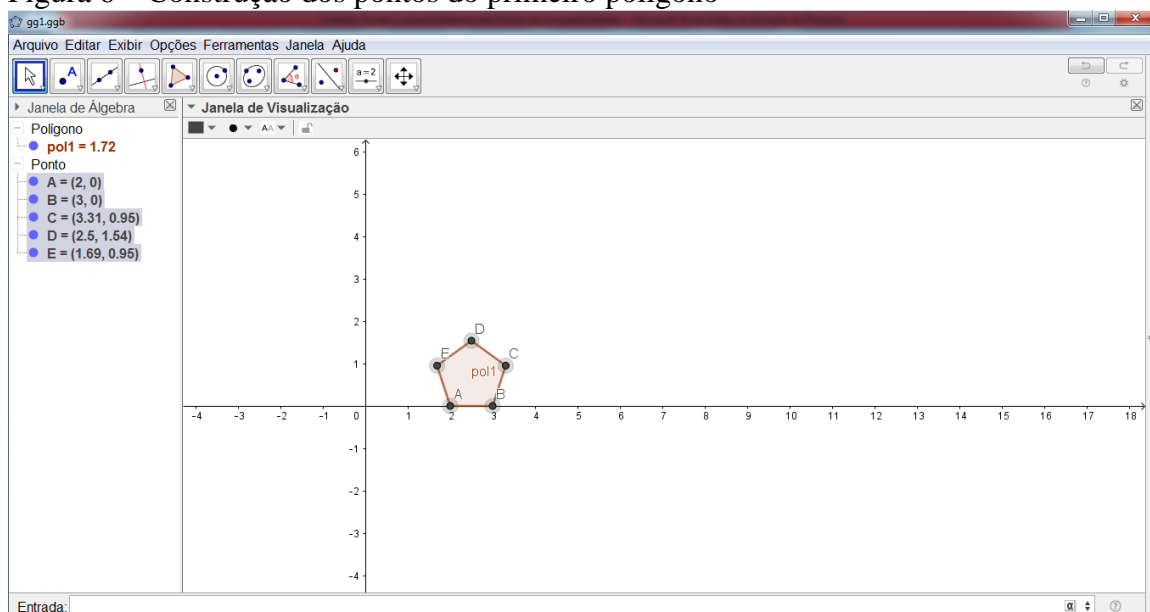 Figura 6 – Construção dos pontos do primeiro polígono
gg1.ggb
Arquivo Editar Exibir Opções Ferramentas Janela Ajuda
A
α
a=2
Janela de Álgebra
Janela de Visualização
Polígono
pol1 = 1.72
Ponto
A = (2, 0)
B = (3, 0)
C = (3.31, 0.95)
D = (2.5, 1.54)
E = (1.69, 0.95)
AA
6
5
4
3
2
1
D
E
C
pol1
A
B
-4 -3 -2 -1 0 1 2 3 4 5 6 7 8 9 10 11 12 13 14 15 16 17 18
-1
-2
-3
-4
Entrada:
α